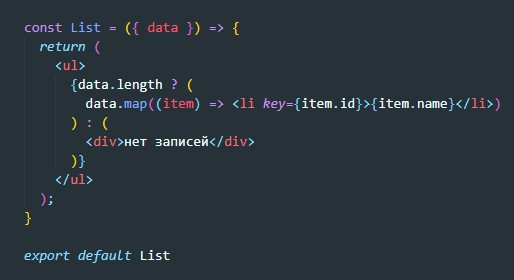 const List = ({ data }) => {
return (
<ul>
{data.length ? (
data.map((item) => <li key={item.id}>{item.name}</li>)
) : (
<div>нет записей</div>
)}
</ul>
);
}
export default List